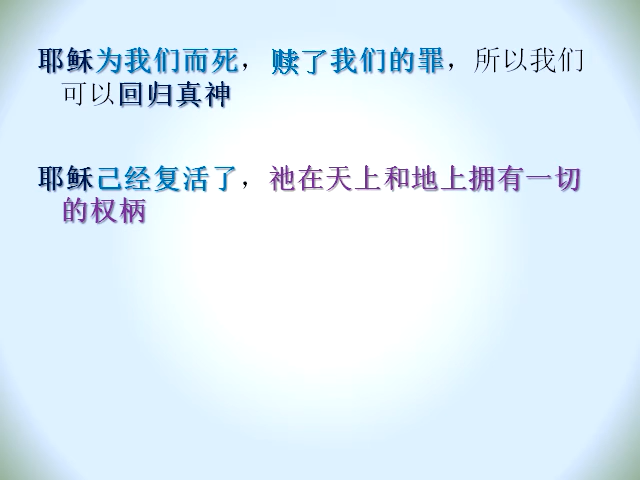 耶稣为我们而死，赎了我们的罪，所以我们
可以回归真神
耶稣己经复活了，祂在天上和地上拥有一切
的权柄